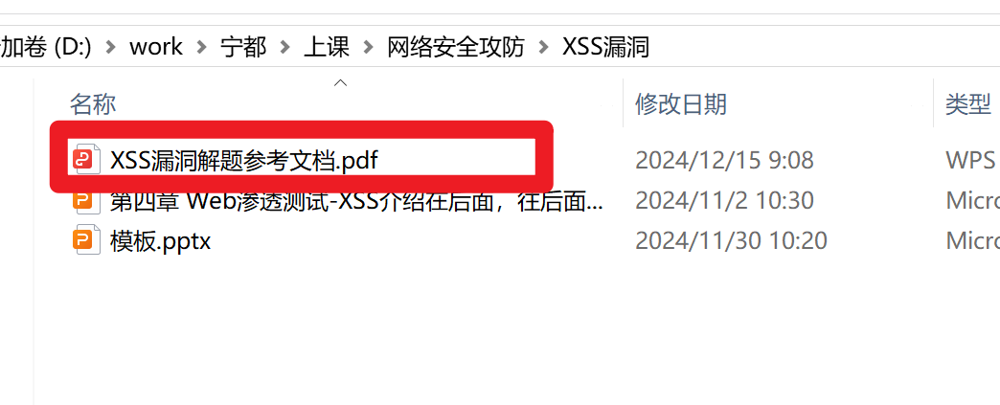 加卷 (D:) > work > 宁都 > 上课 > 网络安全攻防 > XSS漏洞
名称 修改日期 类型
XSS漏洞解题参考文档.pdf 2024/12/15 9:08 WPS
第四章 Web渗透测试-XSS介绍在后面，往后面... 2024/11/2 10:30 Micro
模板.pptx 2024/11/30 10:20 Micro